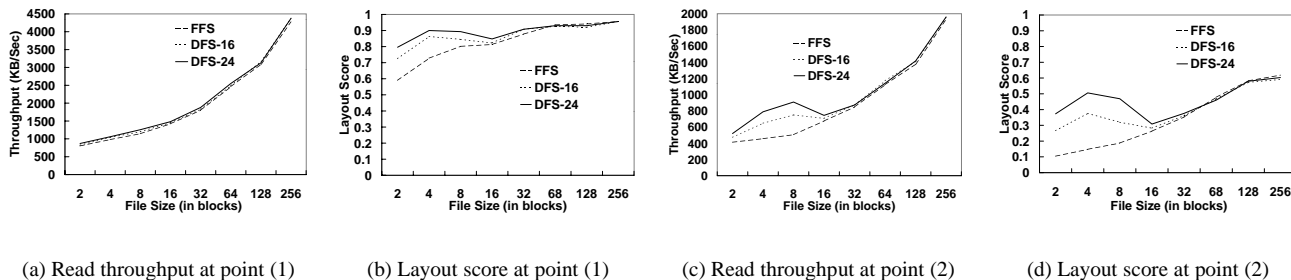 4500
4000
3500
3000
2500
2000
1500
1000
500
0
Throughput (KB/Sec)
FFS
DFS-16
DFS-24
2 4 8 16 32 64 128 256
File Size (in blocks)
(a) Read throughput at point (1)
1
0.9
0.8
0.7
0.6
0.5
0.4
0.3
0.2
0.1
0
Layout Score
FFS
DFS-16
DFS-24
2 4 8 16 32 68 128 256
File Size (in blocks)
(b) Layout score at point (1)
2000
1800
1600
1400
1200
1000
800
600
400
200
0
Throughput (KB/Sec)
FFS
DFS-16
DFS-24
2 4 8 16 32 64 128 256
File Size (in blocks)
(c) Read throughput at point (2)
1
0.9
0.8
0.7
0.6
0.5
0.4
0.3
0.2
0.1
0
Layout Score
FFS
DFS-16
DFS-24
2 4 8 16 32 68 128 256
File Size (in blocks)
(d) Layout score at point (2)